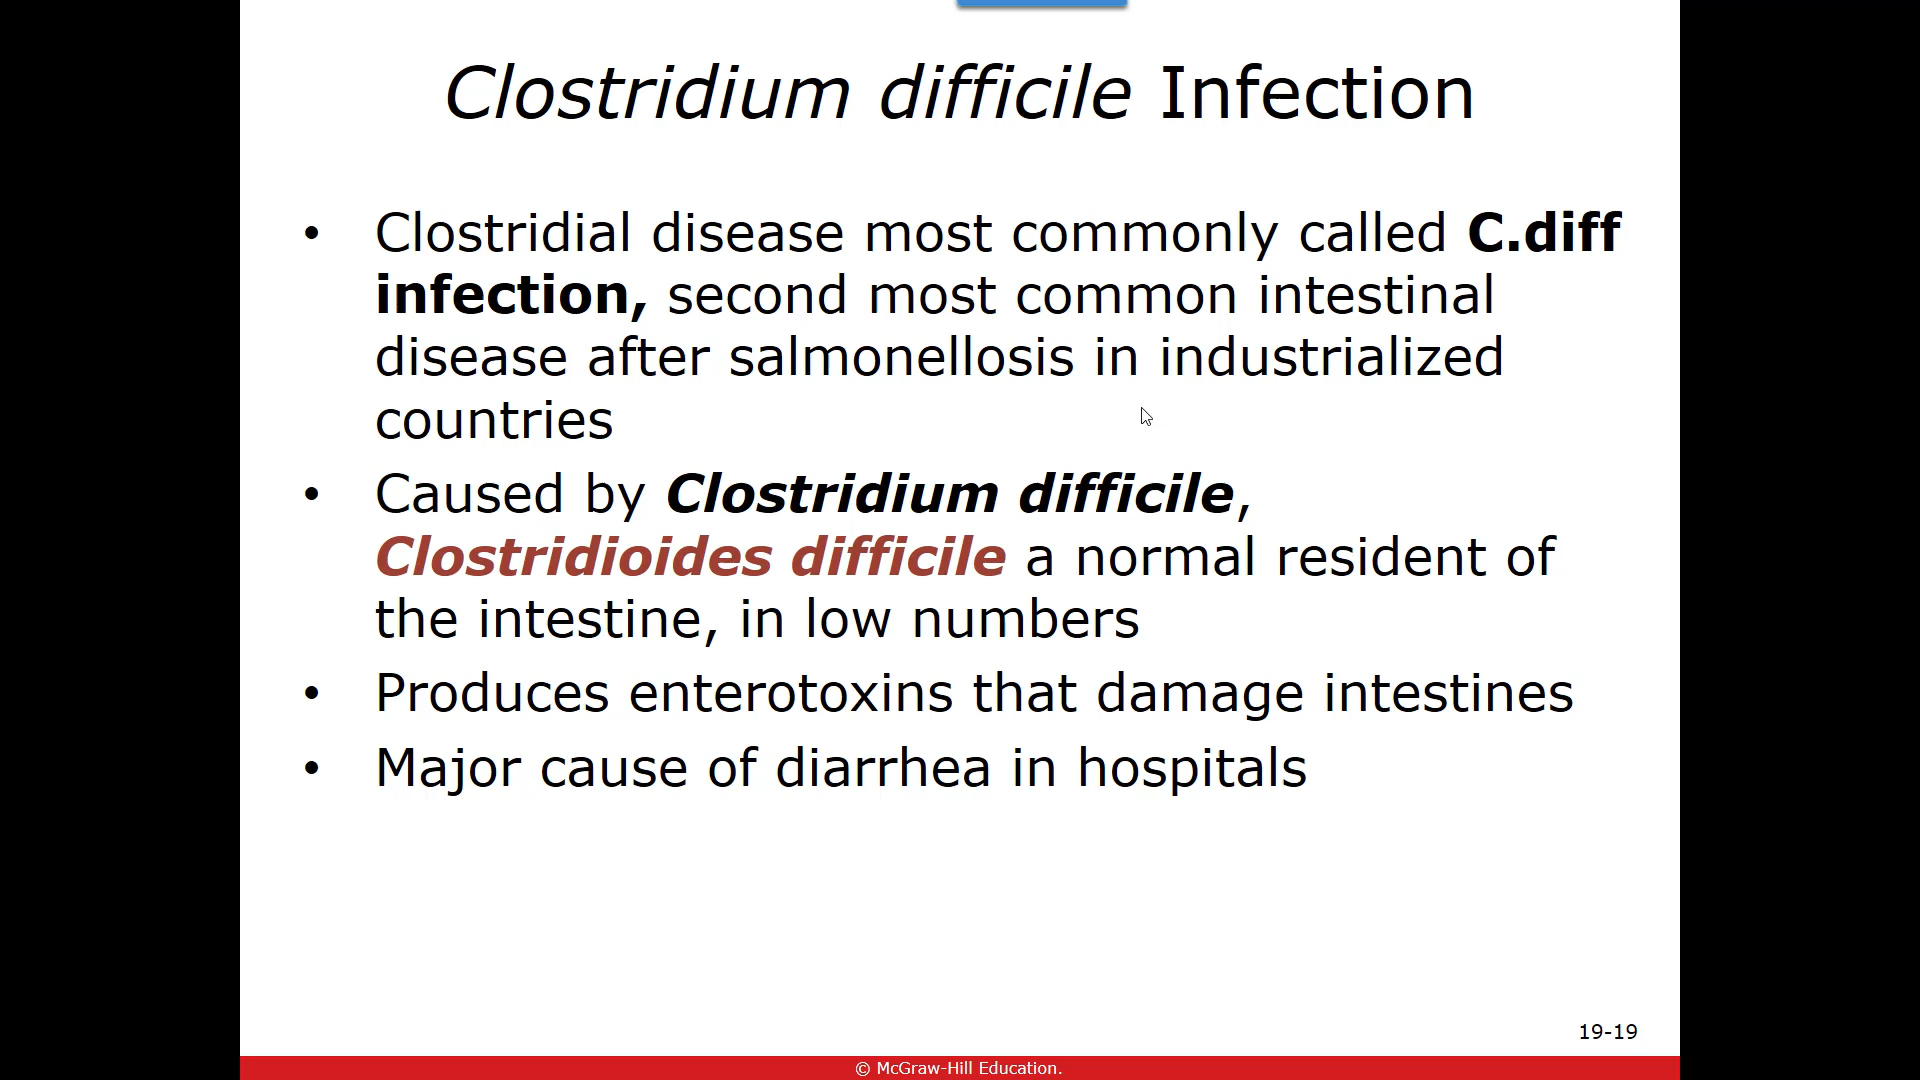 Clostridium difficile Infection
• Clostridial disease most commonly called C.diff
infection, second most common intestinal
disease after salmonellosis in industrialized
countries
• Caused by Clostridium difficile,
Clostridioides difficile a normal resident of
the intestine, in low numbers
• Produces enterotoxins that damage intestines
• Major cause of diarrhea in hospitals
19-19
© McGraw-Hill Education.